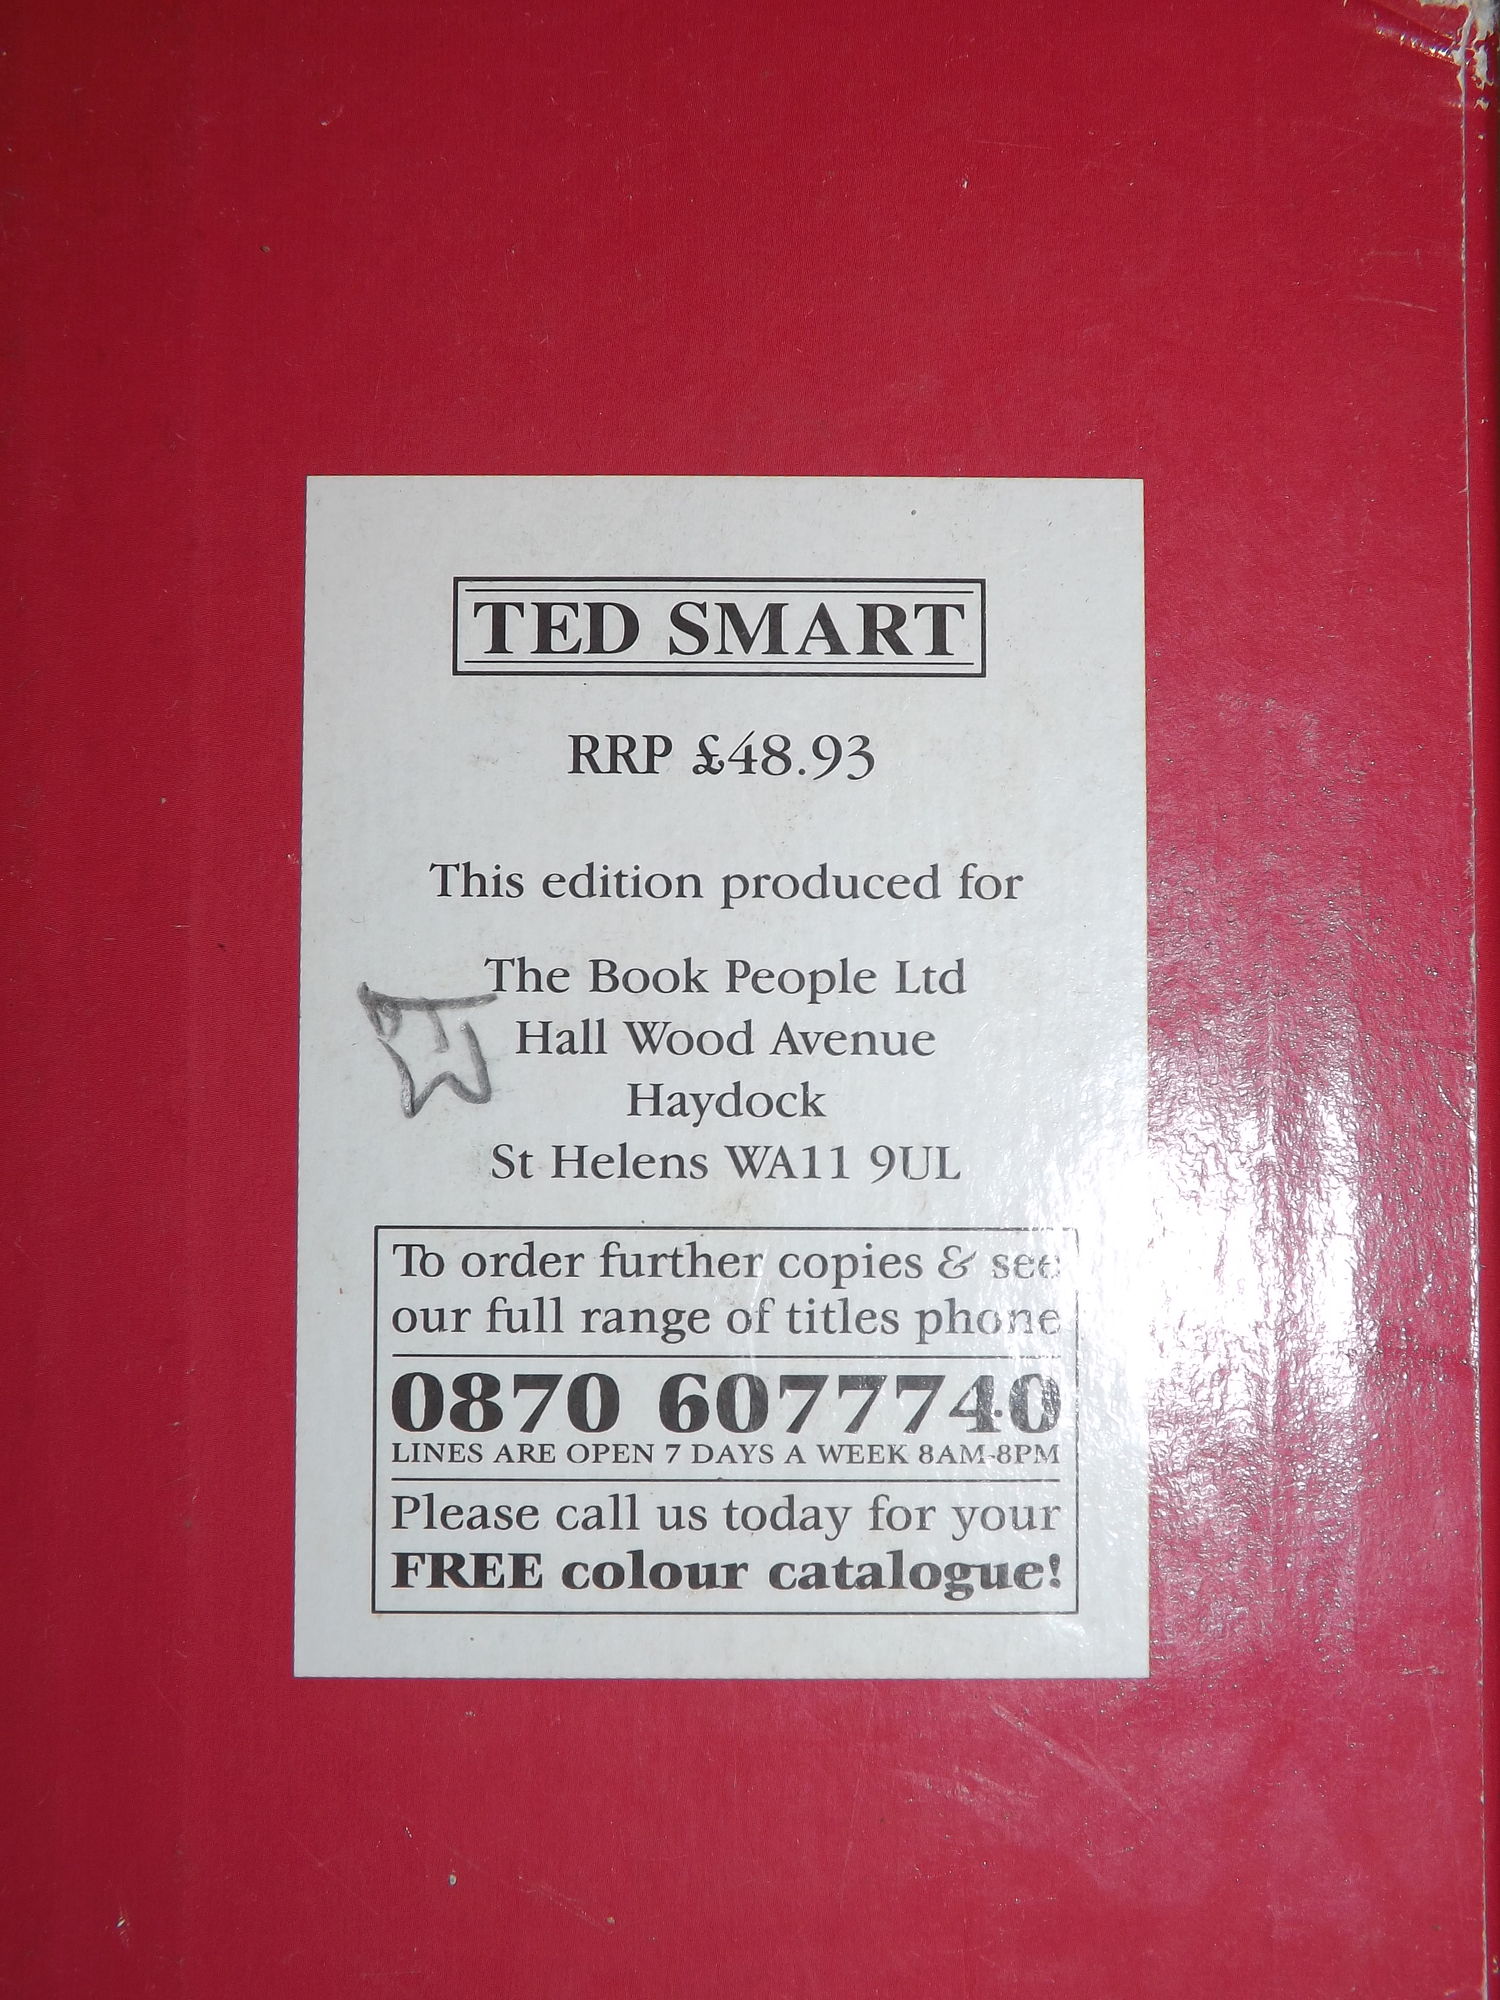 TED SMART
RRP £48.93
This edition produced for
The Book People Ltd
Hall Wood Avenue
Haydock
St Helens WA11 9UL
To order further copies & see
our full range of titles phone
0870 6077740
LINES ARE OPEN 7 DAYS A WEEK 8AM-8PM
Please call us today for your
FREE colour catalogue!